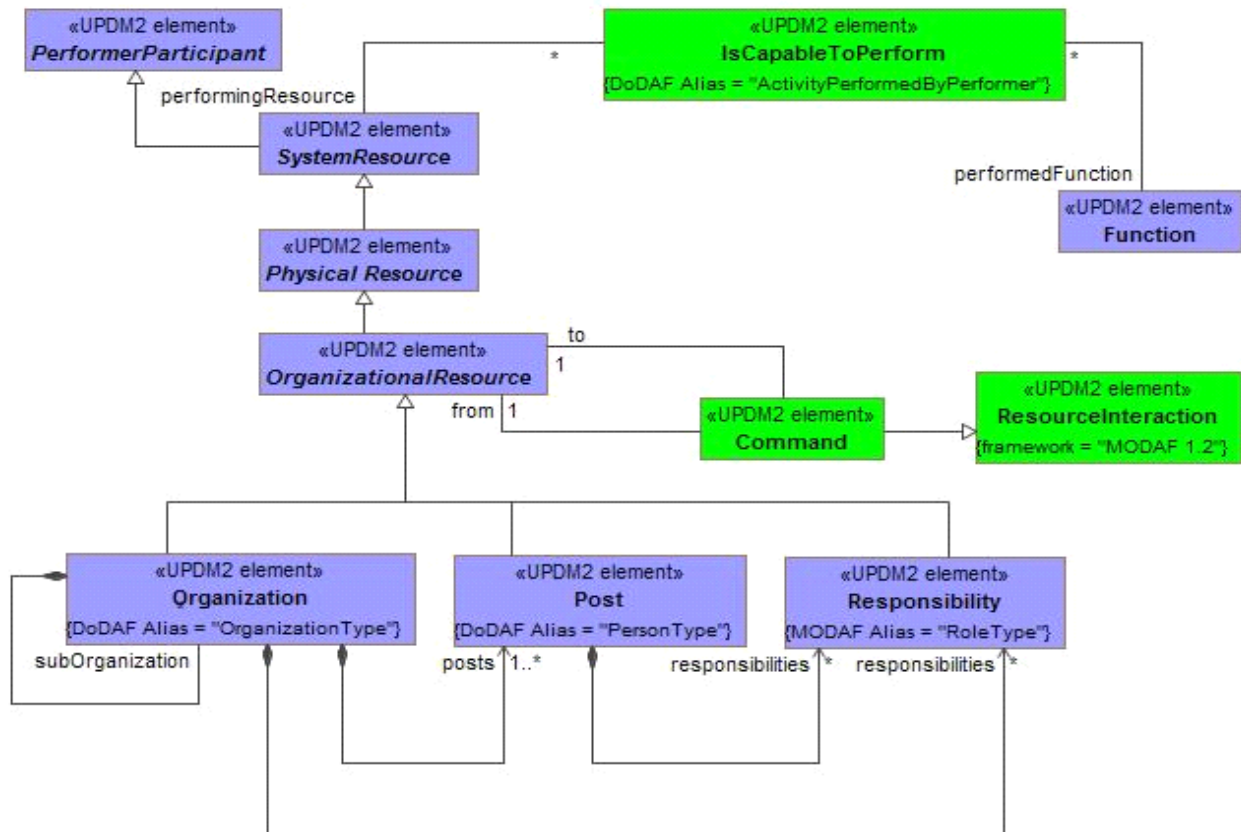 «UPDM2 element»
PerformerParticipant
«UPDM2 element»
IsCapableToPerform
{DoDAF Alias = "ActivityPerformedByPerformer"}
*
*
performingResource
«UPDM2 element»
SystemResource
performedFunction
«UPDM2 element»
Function
«UPDM2 element»
Physical Resource
«UPDM2 element»
OrganizationalResource
to
1
from
1
«UPDM2 element»
Command
«UPDM2 element»
ResourceInteraction
{framework = "MODAF 1.2"}
«UPDM2 element»
Organization
{DoDAF Alias = "OrganizationType"}
«UPDM2 element»
Post
{DoDAF Alias = "PersonType"}
«UPDM2 element»
Responsibility
{MODAF Alias = "RoleType"}
subOrganization
posts
1..*
responsibilities
*
responsibilities
*